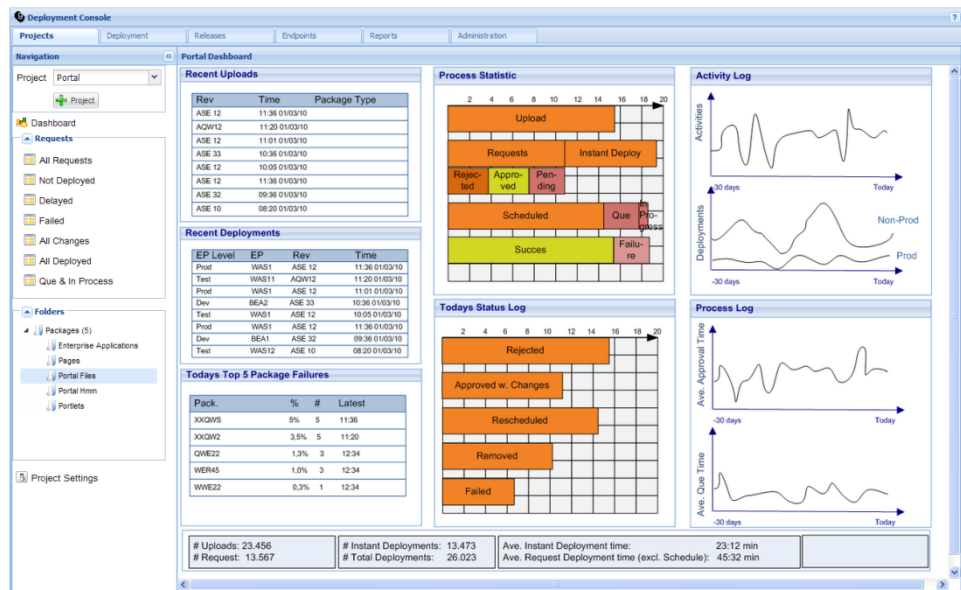 Deployment Console
?
Projects
Deployment
Releases
Endpoints
Reports
Administration
Navigation
Project Portal
Project
Dashboard
Requests
All Requests
Not Deployed
Delayed
Failed
All Changes
All Deployed
Que & In Process
Folders
Packages (5)
Enterprise Applications
Pages
Portal Files
Portal Hmm
Portlets
Project Settings
Portal Dashboard
Recent Uploads
Rev Time Package Type
ASE 12 11:36 01/03/10
AQW12 11:20 01/03/10
ASE 12 11:01 01/03/10
ASE 33 10:36 01/03/10
ASE 12 10:05 01/03/10
ASE 12 11:36 01/03/10
ASE 32 09:36 01/03/10
ASE 10 08:20 01/03/10
Recent Deployments
EP Level EP Rev Time
Prod WAS1 ASE 12 11:36 01/03/10
Test WAS11 AQW12 11:20 01/03/10
Prod WAS1 ASE 12 11:01 01/03/10
Dev BEA2 ASE 33 10:36 01/03/10
Test WAS1 ASE 12 10:05 01/03/10
Prod WAS1 ASE 12 11:36 01/03/10
Dev BEA1 ASE 32 09:36 01/03/10
Test WAS12 ASE 10 08:20 01/03/10
Todays Top 5 Package Failures
Pack. % # Latest
XXQWS 5% 5 11:36
XXQW2 3,5% 5 11:20
QWE22 1,3% 3 12:34
WER45 1,0% 3 12:34
WWE22 0,3% 1 12:34
Process Statistic
2 4 6 8 10 12 14 16 18 20
Upload
Requests Instant Deploy
Rejec-
ted
Appro-
ved
Pen-
ding
Scheduled
Que
In
Pro-
gress
Succes
Failu-
re
Todays Status Log
2 4 6 8 10 12 14 16 18 20
Rejected
Approved w. Changes
Rescheduled
Removed
Failed
Activity Log
Activities
-30 days Today
Deployments
Non-Prod
Prod
-30 days Today
Process Log
Ave. Approval Time
-30 days Today
Ave. Que Time
-30 days Today
# Uploads: 23.456
# Request: 13.567
# Instant Deployments: 13.473
# Total Deployments: 26.023
Ave. Instant Deployment time: 23:12 min
Ave. Request Deployment time (excl. Schedule): 45:32 min